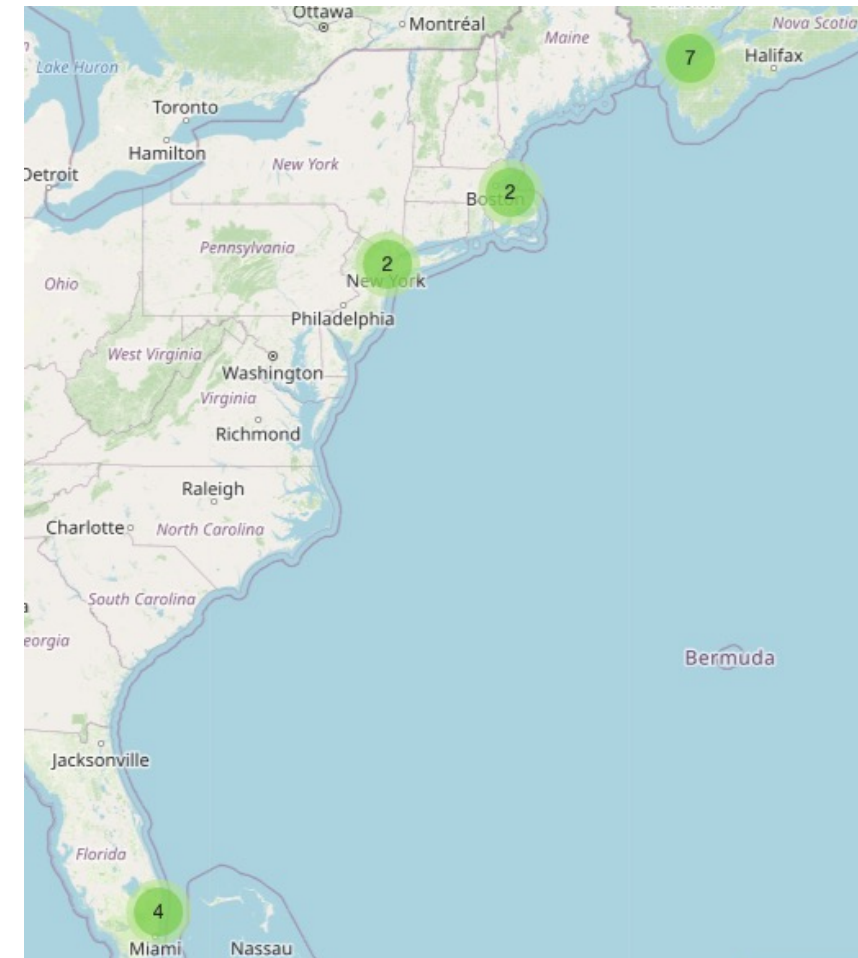 Ottawa
Montréal
Maine
Nova Scotia
7
Halifax
Lake Huron
Toronto
Hamilton
New York
Detroit
2
Boston
Pennsylvania
2
New York
Ohio
Philadelphia
West Virginia
Washington
Virginia
Richmond
Raleigh
Charlotte
North Carolina
South Carolina
eorgia
Bermuda
Jacksonville
Florida
4
Miami
Nassau